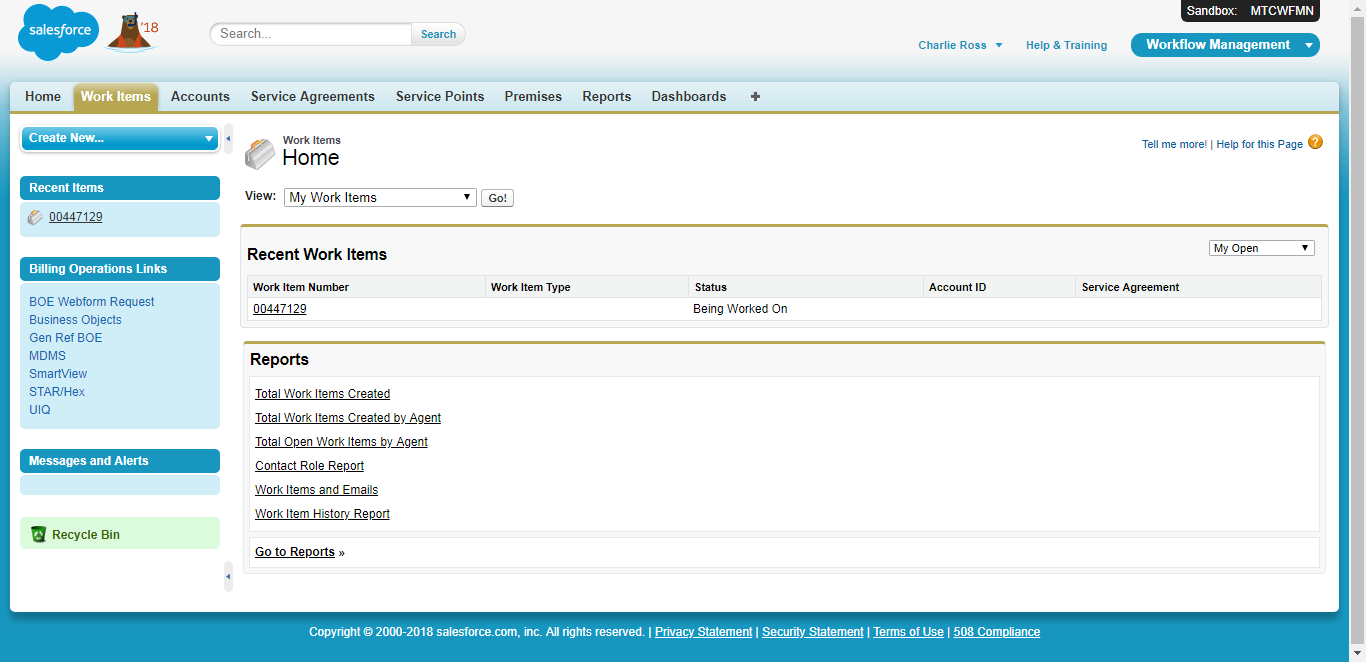 salesforce
'18
Search...
Search
Sandbox: MTCWFMN
Charlie Ross
Help & Training
Workflow Management
Home
Work Items
Accounts
Service Agreements
Service Points
Premises
Reports
Dashboards
+
Create New...
Recent Items
00447129
Billing Operations Links
BOE Webform Request
Business Objects
Gen Ref BOE
MDMS
SmartView
STAR/Hex
UIQ
Messages and Alerts
Recycle Bin
Work Items
Home
Tell me more! | Help for this Page ?
View: My Work Items Go!
Recent Work Items
My Open
Work Item Number Work Item Type Status Account ID Service Agreement
00447129 Being Worked On
Reports
Total Work Items Created
Total Work Items Created by Agent
Total Open Work Items by Agent
Contact Role Report
Work Items and Emails
Work Item History Report
Go to Reports »
Copyright © 2000-2018 salesforce.com, inc. All rights reserved. | Privacy Statement | Security Statement | Terms of Use | 508 Compliance